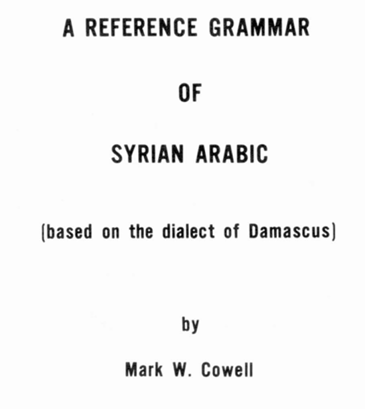 A REFERENCE GRAMMAR
OF
SYRIAN ARABIC
(based on the dialect of Damascus)
by
Mark W. Cowell